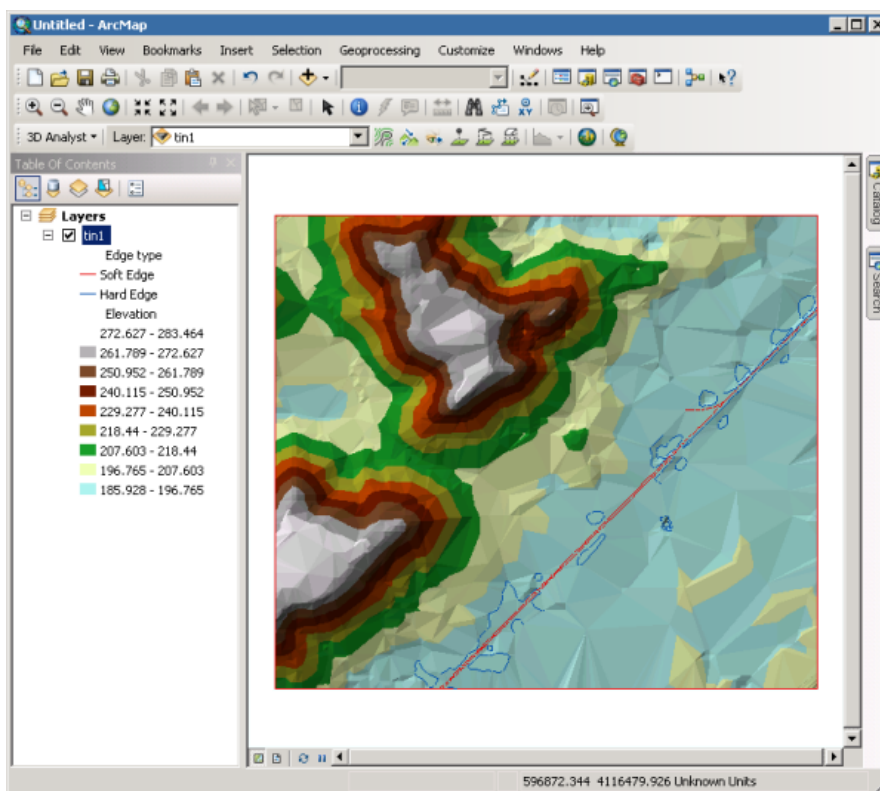 Untitled - ArcMap
File Edit View Bookmarks Insert Selection Geoprocessing Customize Windows Help
3D Analyst Layer: tin1
Table Of Contents
Layers
tin1
Edge type
Soft Edge
Hard Edge
Elevation
272.627 - 283.464
261.789 - 272.627
250.952 - 261.789
240.115 - 250.952
229.277 - 240.115
218.44 - 229.277
207.603 - 218.44
196.765 - 207.603
185.928 - 196.765
Catalog
Search
596872.344 4116479.926 Unknown Units